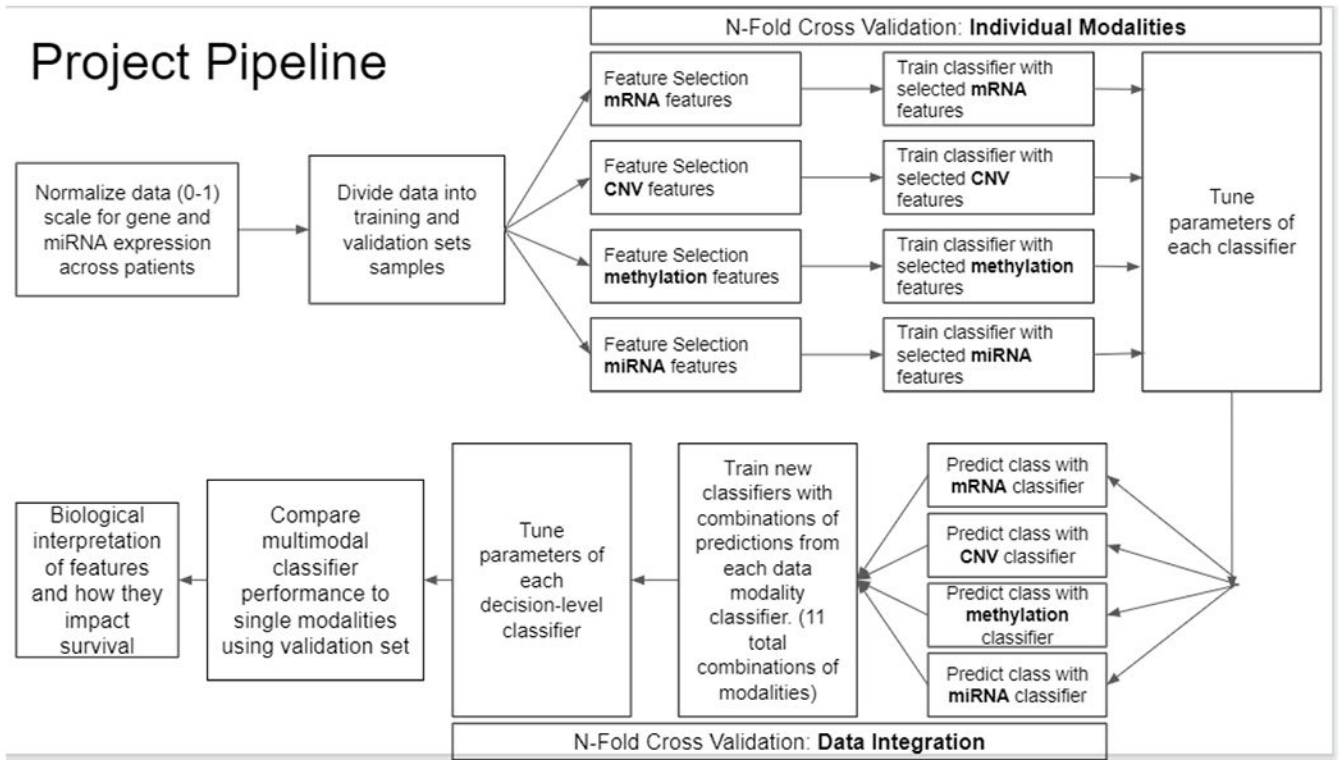 Project Pipeline
N-Fold Cross Validation: Individual Modalities
Normalize data (0-1)
scale for gene and
miRNA expression
across patients
Divide data into
training and
validation sets
samples
Feature Selection
mRNA features
Train classifier with
selected mRNA
features
Feature Selection
CNV features
Train classifier with
selected CNV
features
Feature Selection
methylation features
Train classifier with
selected methylation
features
Feature Selection
miRNA features
Train classifier with
selected miRNA
features
Tune
parameters of
each classifier
Predict class with
mRNA classifier
Predict class with
CNV classifier
Predict class with
methylation
classifier
Predict class with
miRNA classifier
Train new
classifiers with
combinations of
predictions from
each data
modality
classifier. (11
total
combinations of
modalities)
Tune
parameters of
each
decision-level
classifier
Compare
multimodal
classifier
performance to
single modalities
using validation set
Biological
interpretation
of features
and how they
impact
survival
N-Fold Cross Validation: Data Integration